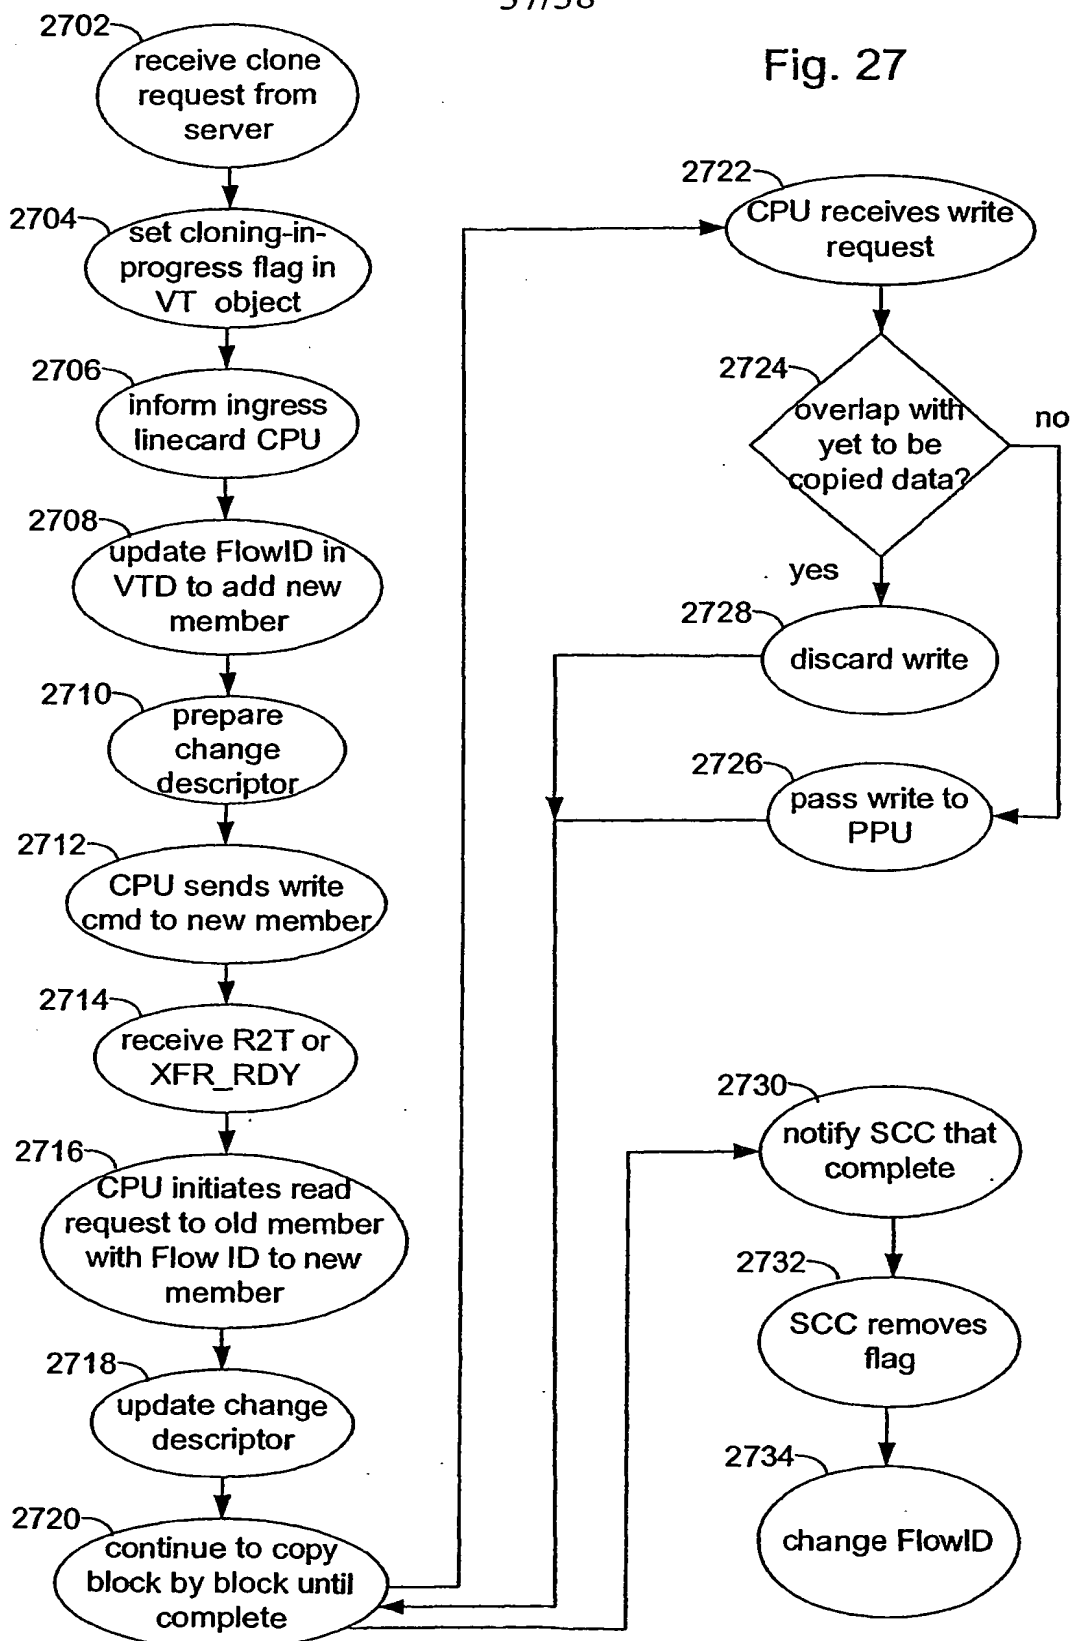 37/38
Fig. 27
2702
receive clone
request from
server
2704
set cloning-in-
progress flag in
VT object
2706
inform ingress
linecard CPU
2708
update FlowID in
VTD to add new
member
2710
prepare
change
descriptor
2712
CPU sends write
cmd to new member
2714
receive R2T or
XFR_RDY
2716
CPU initiates read
request to old member
with Flow ID to new
member
2718
update change
descriptor
2720
continue to copy
block by block until
complete
2722
CPU receives write
request
2724
overlap with
yet to be
copied data?
no
yes
2728
discard write
2726
pass write to
PPU
2730
notify SCC that
complete
2732
SCC removes
flag
2734
change FlowID